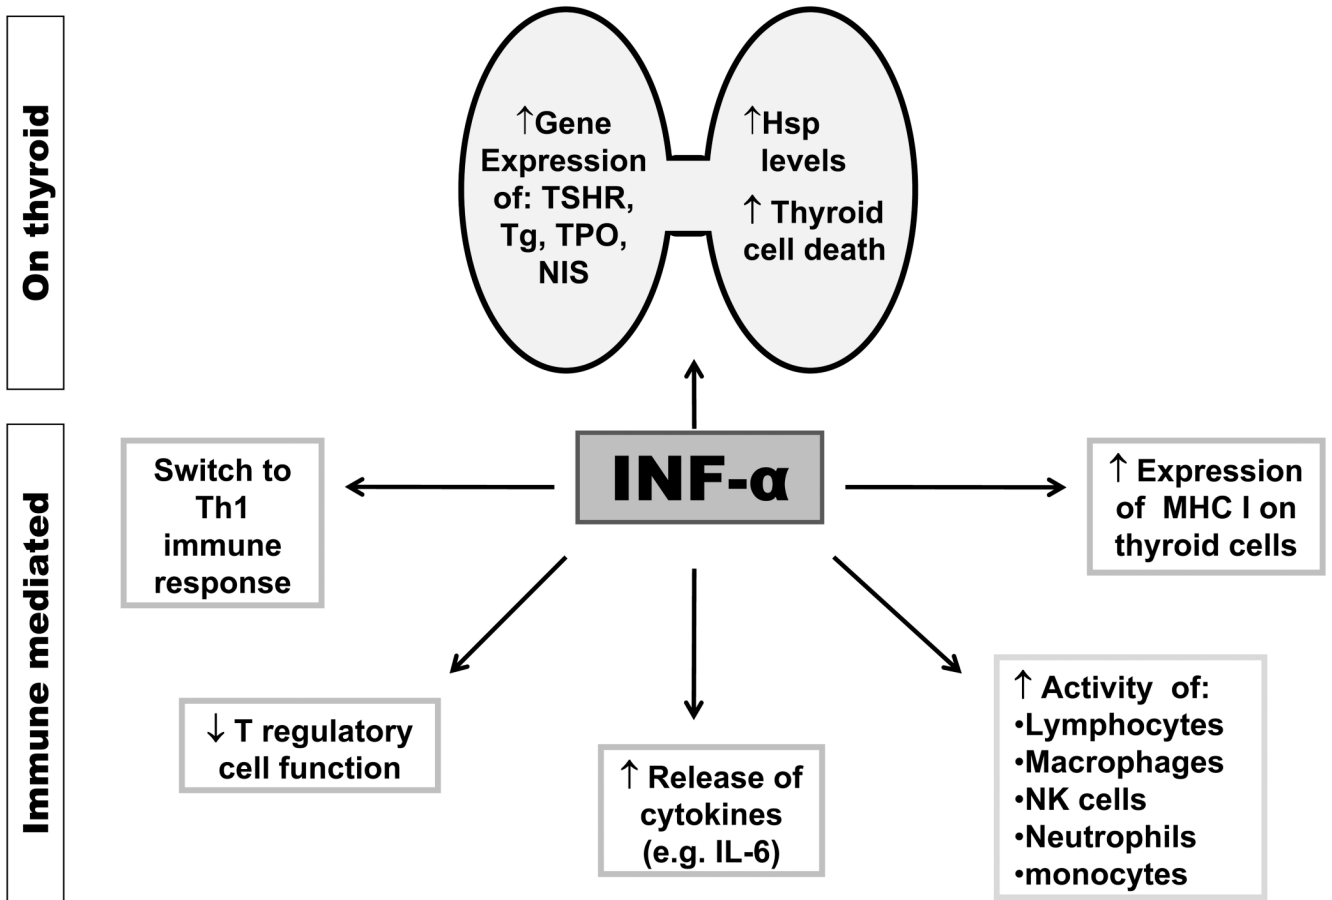 On thyroid
↑Gene
Expression
of: TSHR,
Tg, TPO,
NIS
↑Hsp
levels
↑ Thyroid
cell death
Immune mediated
INF-α
Switch to
Th1
immune
response
↑ Expression
of MHC I on
thyroid cells
↓ T regulatory
cell function
↑ Release of
cytokines
(e.g. IL-6)
↑ Activity of:
•Lymphocytes
•Macrophages
•NK cells
•Neutrophils
•monocytes